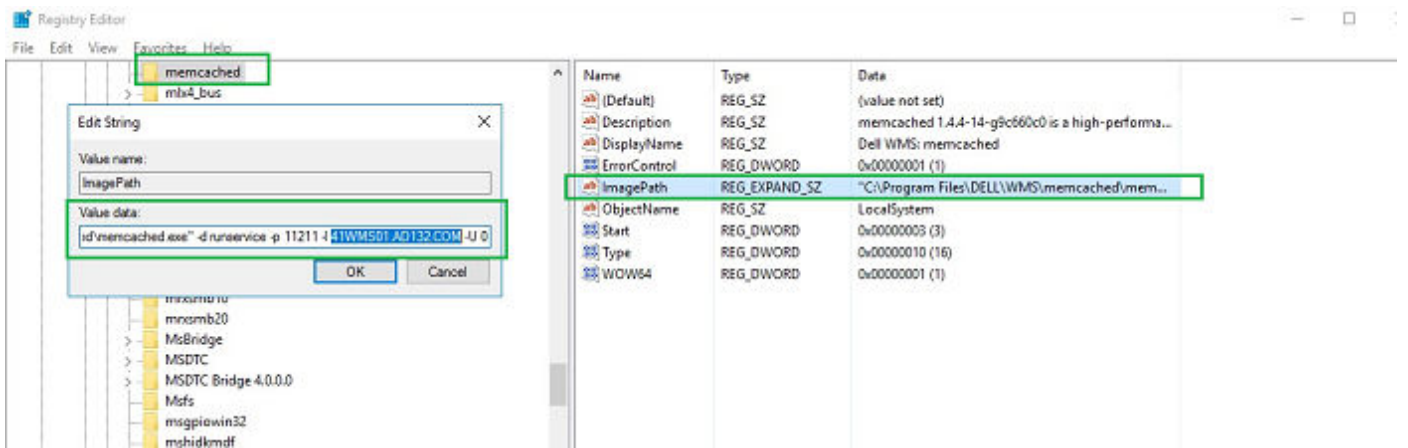 Registry Editor
File Edit View Favorites Help
memcached
mlx4_bus
Edit String
Value name:
ImagePath
Value data:
:d\memcached.exe" -d runservice -p 11211 -l 41WMS01.AD132.COM -U 0
OK Cancel
mrxsmb10
mrxsmb20
MsBridge
MSDTC
MSDTC Bridge 4.0.0.0
Msfs
msgpiowin32
mshidkmdf
Name Type Data
(Default) REG_SZ (value not set)
Description REG_SZ memcached 1.4.4-14-g9c660c0 is a high-performa...
DisplayName REG_SZ Dell WMS: memcached
ErrorControl REG_DWORD 0x00000001 (1)
ImagePath REG_EXPAND_SZ "C:\Program Files\DELL\WMS\memcached\mem...
ObjectName REG_SZ LocalSystem
Start REG_DWORD 0x00000003 (3)
Type REG_DWORD 0x00000010 (16)
WOW64 REG_DWORD 0x00000001 (1)